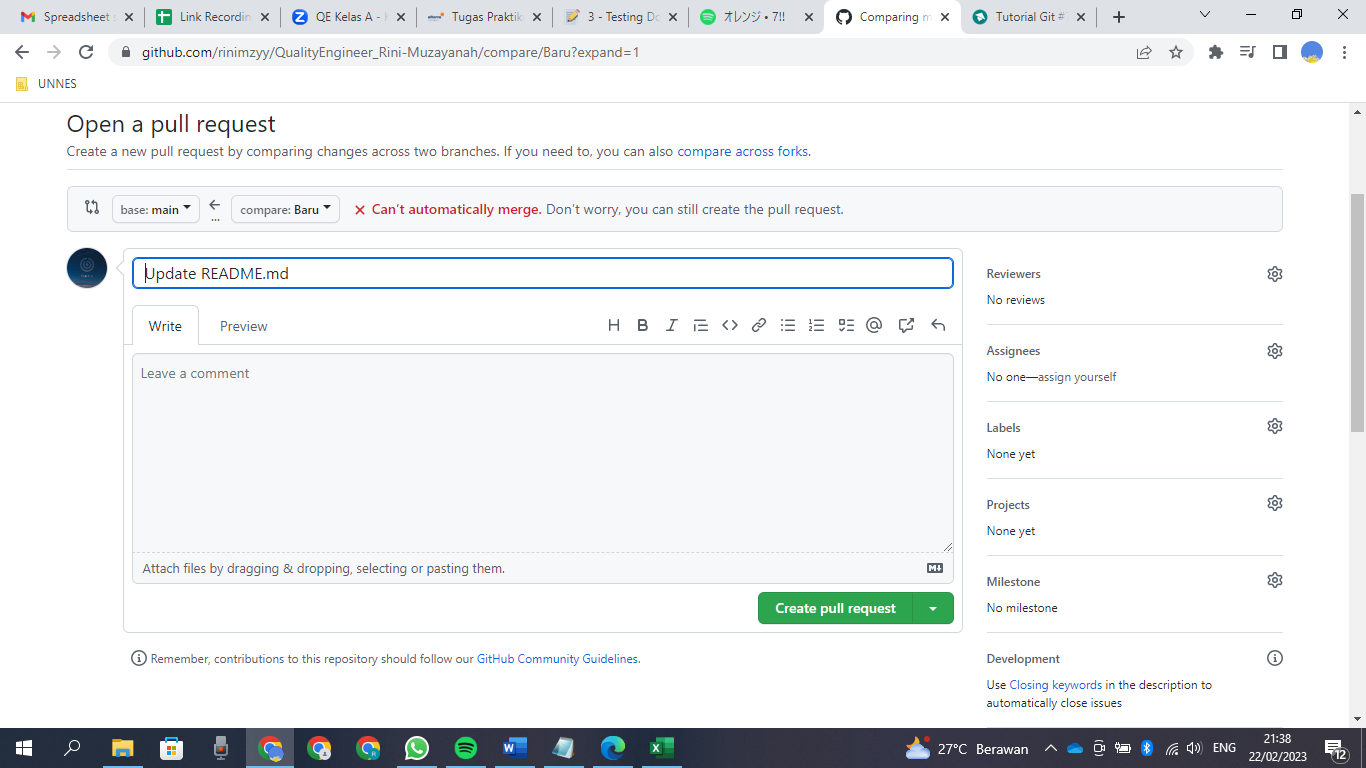 Spreadsheet s
Link Recordin
QE Kelas A -
Tugas Praktik
3 - Testing Do
オレンジ • 7!!
Comparing m
Tutorial Git #
github.com/rinimzyy/QualityEngineer_Rini-Muzayanah/compare/Baru?expand=1
UNNES
Open a pull request
Create a new pull request by comparing changes across two branches. If you need to, you can also compare across forks.
base: main
...
compare: Baru
Can't automatically merge. Don't worry, you can still create the pull request.
Update README.md
Write
Preview
Leave a comment
Attach files by dragging & dropping, selecting or pasting them.
Create pull request
Remember, contributions to this repository should follow our GitHub Community Guidelines.
Reviewers
No reviews
Assignees
No one—assign yourself
Labels
None yet
Projects
None yet
Milestone
No milestone
Development
Use Closing keywords in the description to
automatically close issues
27°C Berawan
ENG
21:38
22/02/2023
12